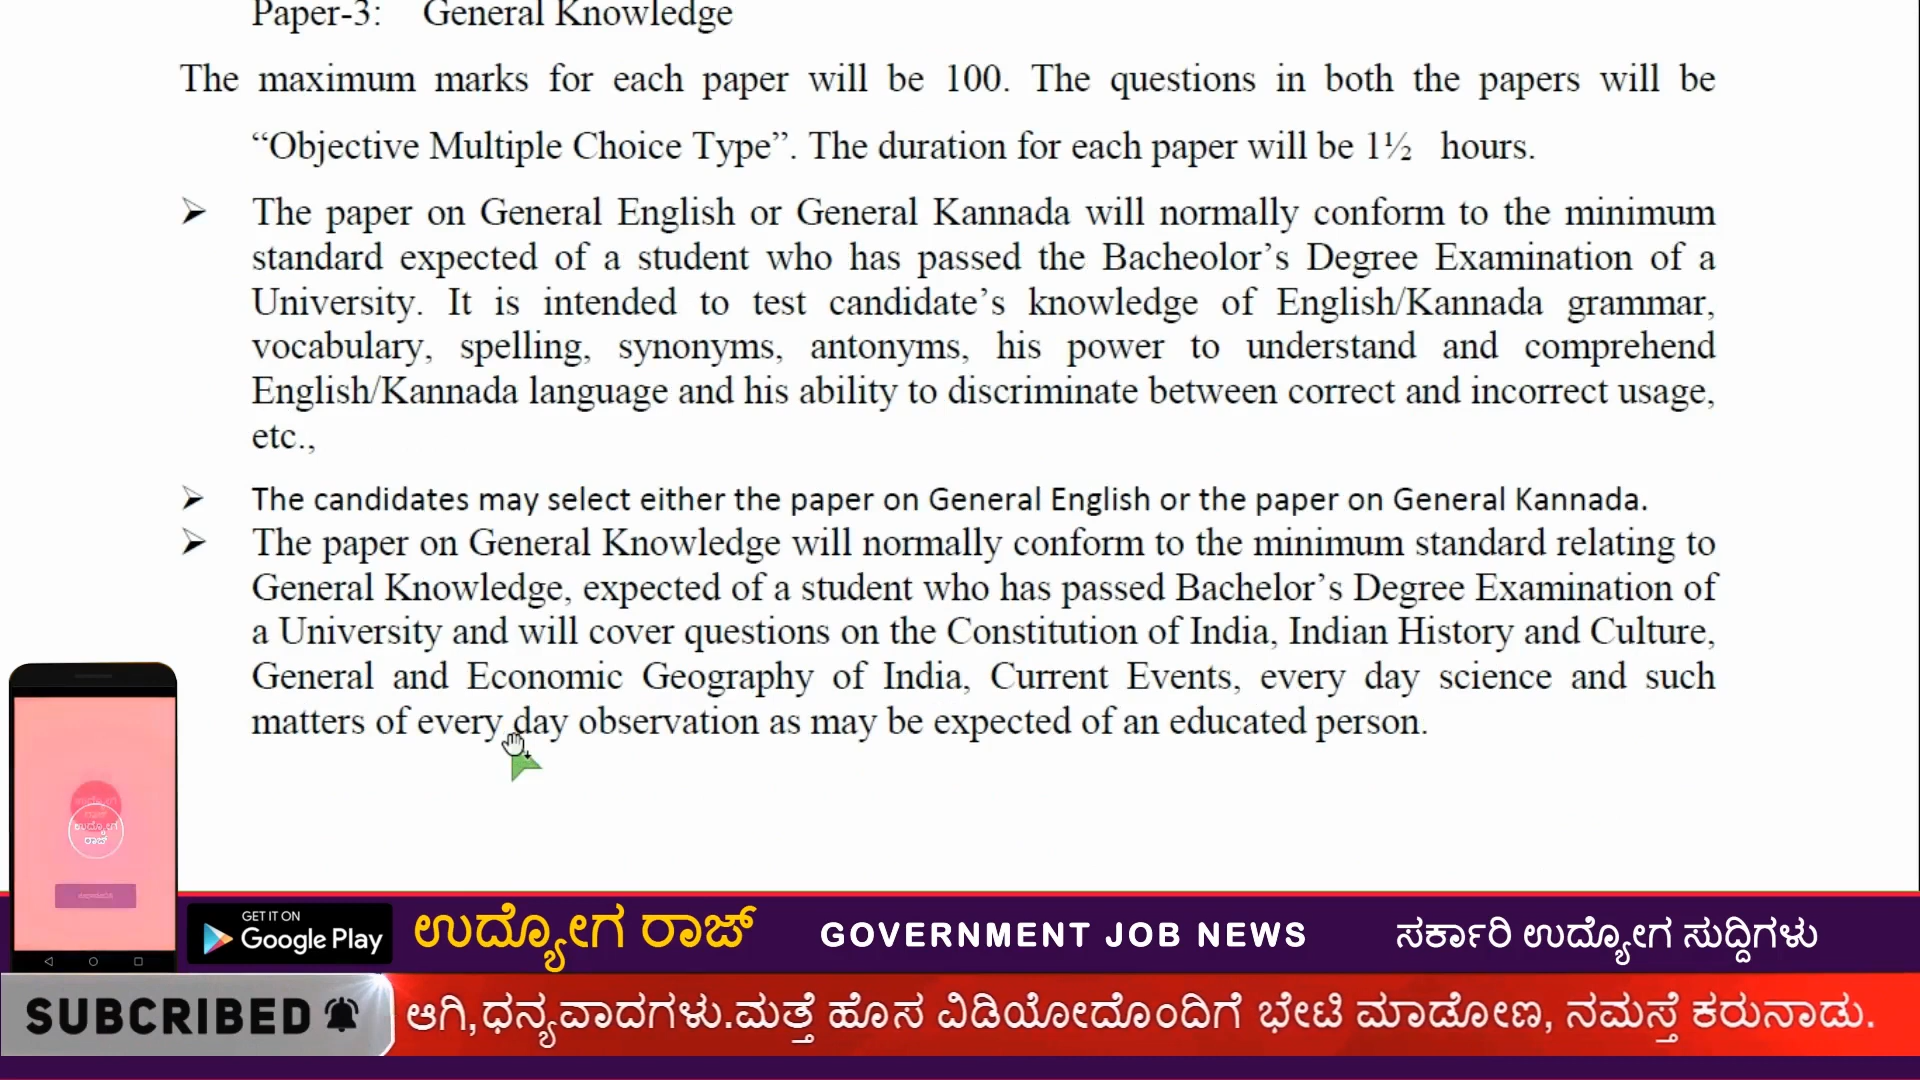 Paper-3: General Knowledge
The maximum marks for each paper will be 100. The questions in both the papers will be
“Objective Multiple Choice Type”. The duration for each paper will be 1½ hours.
➢ The paper on General English or General Kannada will normally conform to the minimum
standard expected of a student who has passed the Bacheolor’s Degree Examination of a
University. It is intended to test candidate’s knowledge of English/Kannada grammar,
vocabulary, spelling, synonyms, antonyms, his power to understand and comprehend
English/Kannada language and his ability to discriminate between correct and incorrect usage,
etc.,
➢ The candidates may select either the paper on General English or the paper on General Kannada.
➢ The paper on General Knowledge will normally conform to the minimum standard relating to
General Knowledge, expected of a student who has passed Bachelor’s Degree Examination of
a University and will cover questions on the Constitution of India, Indian History and Culture,
General and Economic Geography of India, Current Events, every day science and such
matters of every day observation as may be expected of an educated person.
ಉದ್ಯೋಗ
ರಾಜ್
GET IT ON
Google Play
ಉದ್ಯೋಗ ರಾಜ್ GOVERNMENT JOB NEWS ಸರ್ಕಾರಿ ಉದ್ಯೋಗ ಸುದ್ದಿಗಳು
SUBCRIBED ಆಗಿ,ಧನ್ಯವಾದಗಳು.ಮತ್ತೆ ಹೊಸ ವಿಡಿಯೋದೊಂದಿಗೆ ಭೇಟಿ ಮಾಡೋಣ, ನಮಸ್ತೆ ಕರುನಾಡು.